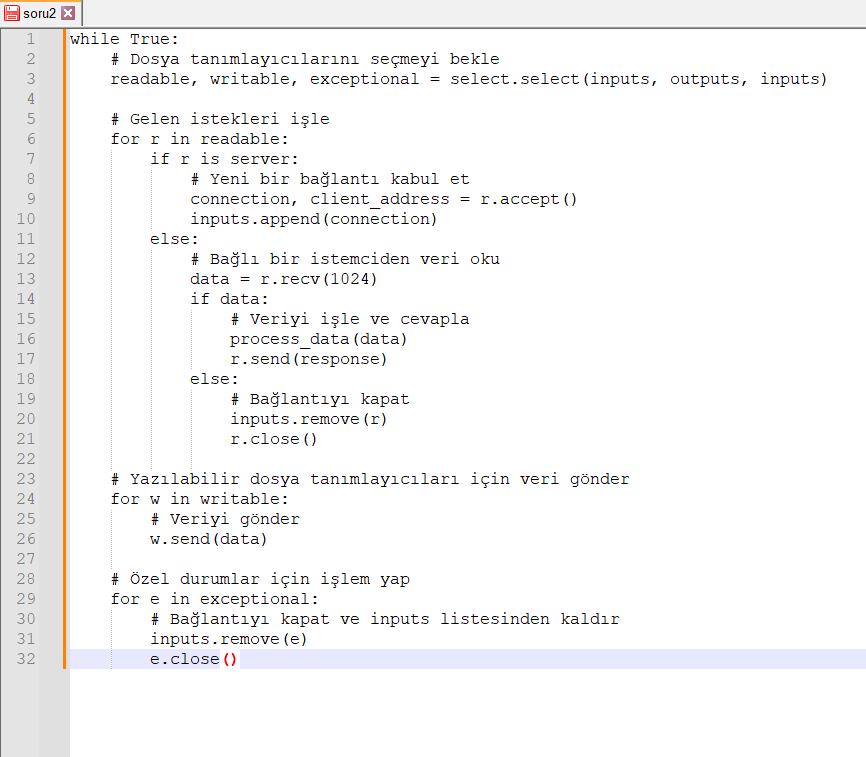 soru2
1 while True:
2     # Dosya tanımlayıcılarını seçmeyi bekle
3     readable, writable, exceptional = select.select(inputs, outputs, inputs)
4
5     # Gelen istekleri işle
6     for r in readable:
7         if r is server:
8             # Yeni bir bağlantı kabul et
9             connection, client_address = r.accept()
10             inputs.append(connection)
11         else:
12             # Bağlı bir istemciden veri oku
13             data = r.recv(1024)
14             if data:
15                 # Veriyi işle ve cevapla
16                 process_data(data)
17                 r.send(response)
18             else:
19                 # Bağlantıyı kapat
20                 inputs.remove(r)
21                 r.close()
22
23     # Yazılabilir dosya tanımlayıcıları için veri gönder
24     for w in writable:
25         # Veriyi gönder
26         w.send(data)
27
28     # Özel durumlar için işlem yap
29     for e in exceptional:
30         # Bağlantıyı kapat ve inputs listesinden kaldır
31         inputs.remove(e)
32         e.close()